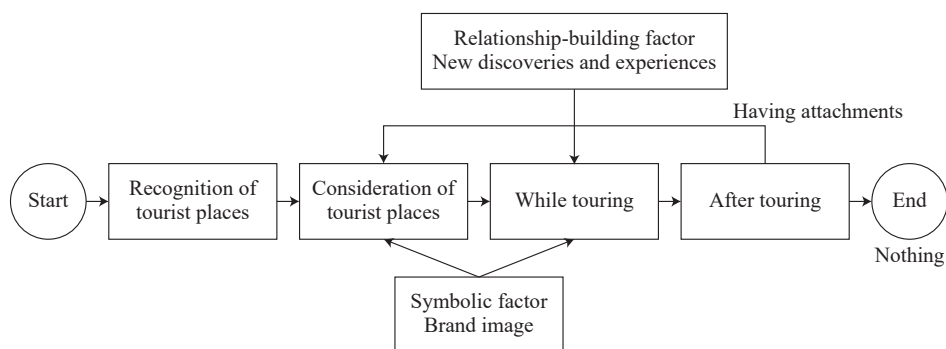 Relationship-building factor
New discoveries and experiences
Having attachments
Start
Recognition of
tourist places
Consideration of
tourist places
While touring
After touring
End
Nothing
Symbolic factor
Brand image